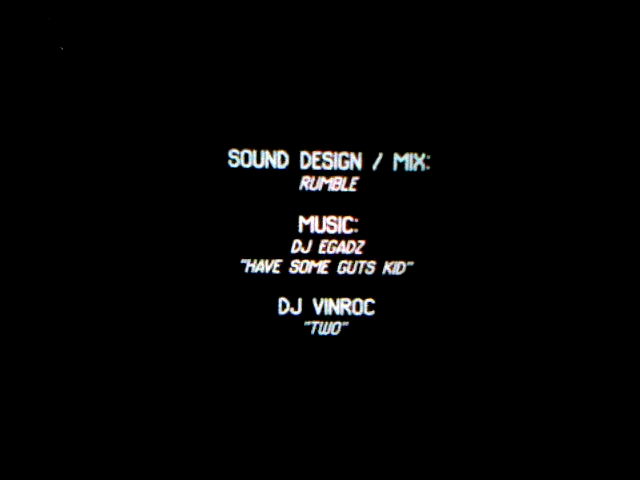 SOUND DESIGN / MIX:
RUMBLE
MUSIC:
DJ EGADZ
"HAVE SOME GUTS KID"
DJ VINROC
"TWO"